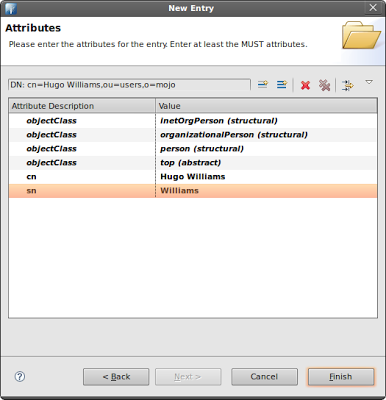 New Entry
Attributes
Please enter the attributes for the entry. Enter at least the MUST attributes.
DN: cn=Hugo Williams,ou=users,o=mojo
Attribute Description Value
objectClass inetOrgPerson (structural)
objectClass organizationalPerson (structural)
objectClass person (structural)
objectClass top (abstract)
cn Hugo Williams
sn Williams
? < Back Next > Cancel Finish